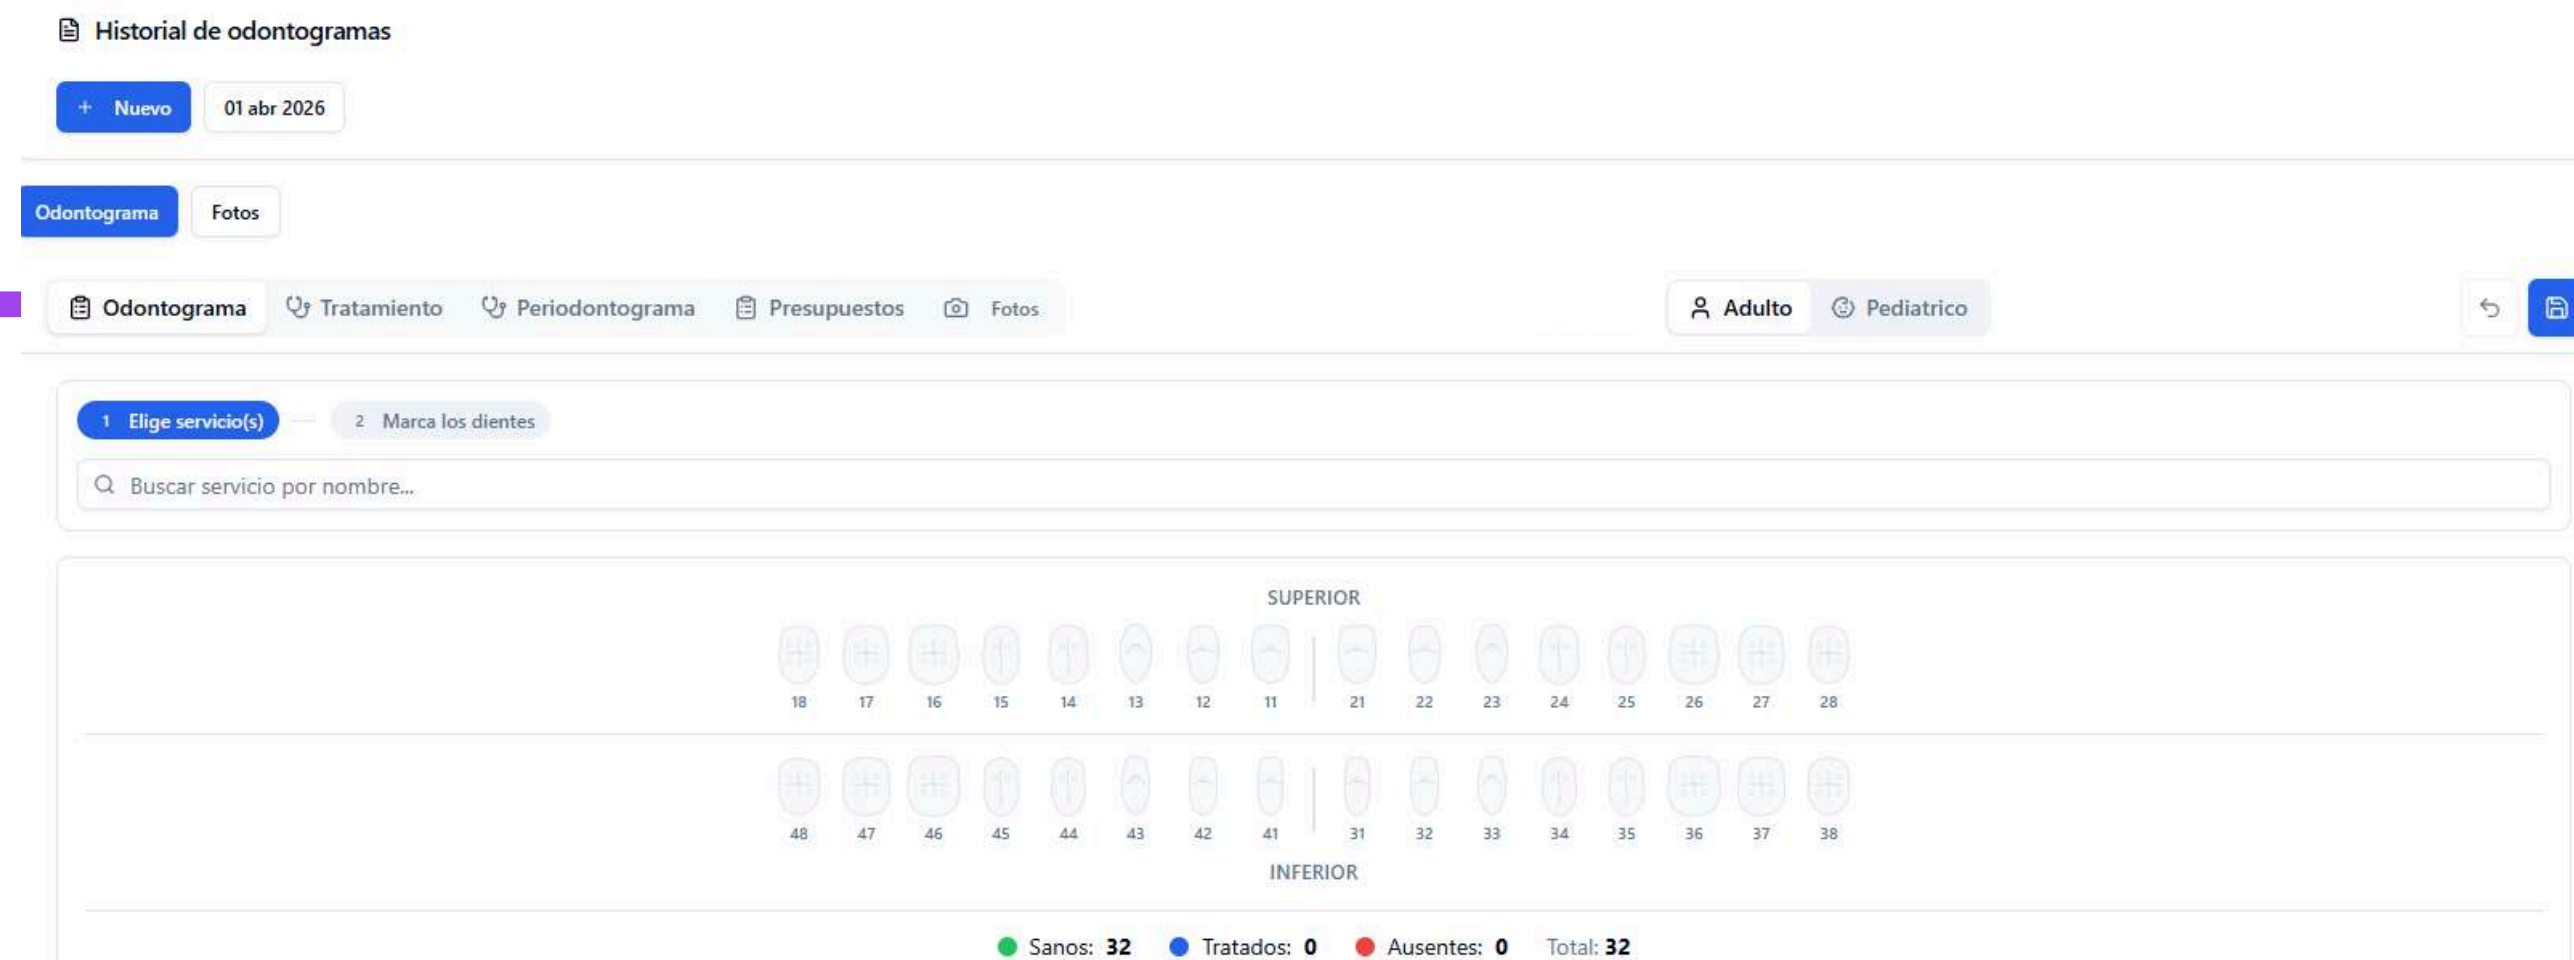 Historial de odontogramas
+ Nuevo 01 abr 2026
Odontograma Fotos
Odontograma Tratamiento Periodontograma Presupuestos Fotos Adulto Pediatrico
1 Elige servicio(s) 2 Marca los dientes
Buscar servicio por nombre...
SUPERIOR
18 17 16 15 14 13 12 11 21 22 23 24 25 26 27 28
48 47 46 45 44 43 42 41 31 32 33 34 35 36 37 38
INFERIOR
Sanos: 32 Tratados: 0 Ausentes: 0 Total: 32